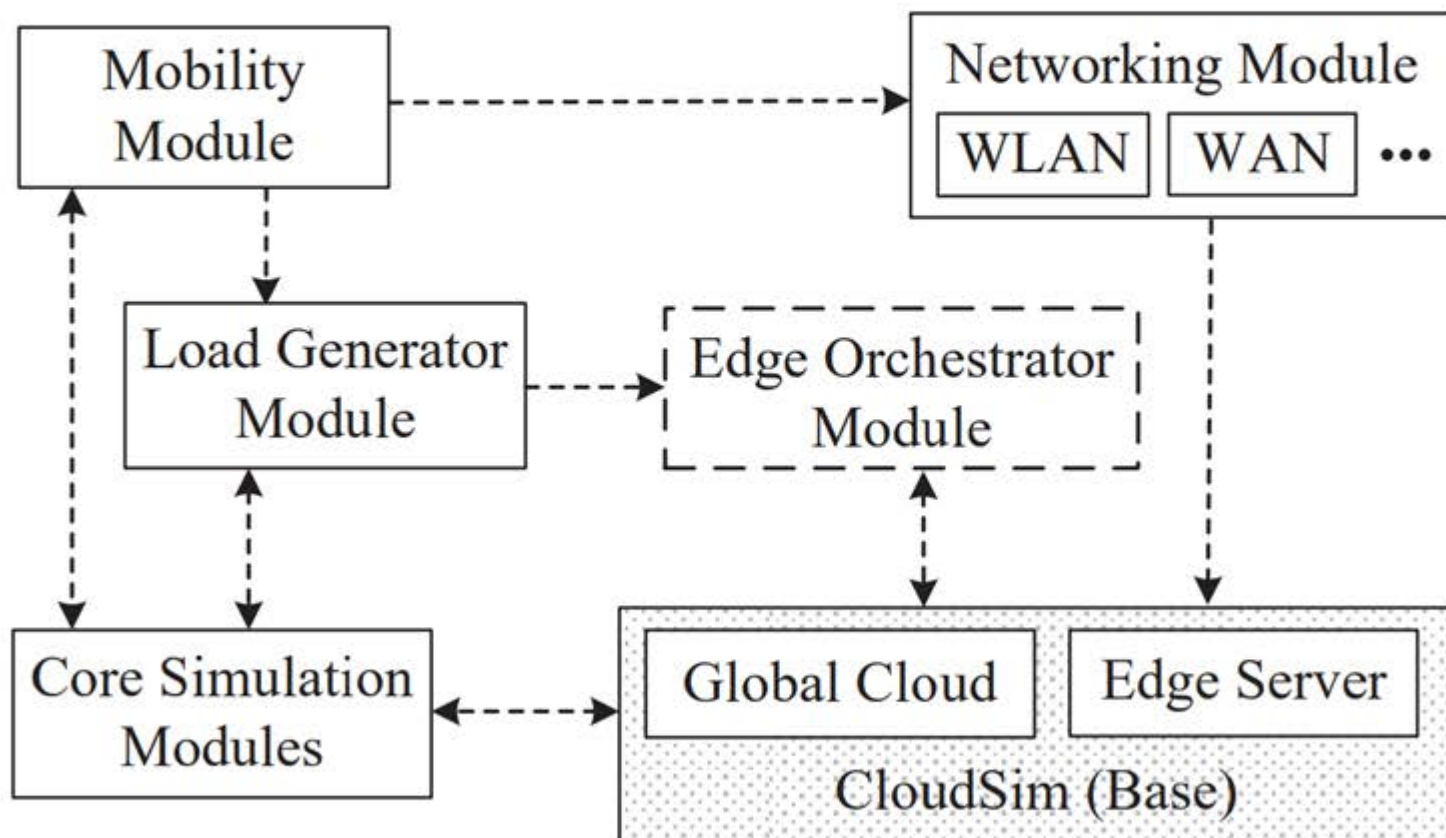 Mobility
Module
Networking Module
WLAN
WAN
•••
Load Generator
Module
Edge Orchestrator
Module
Core Simulation
Modules
Global Cloud
Edge Server
CloudSim (Base)